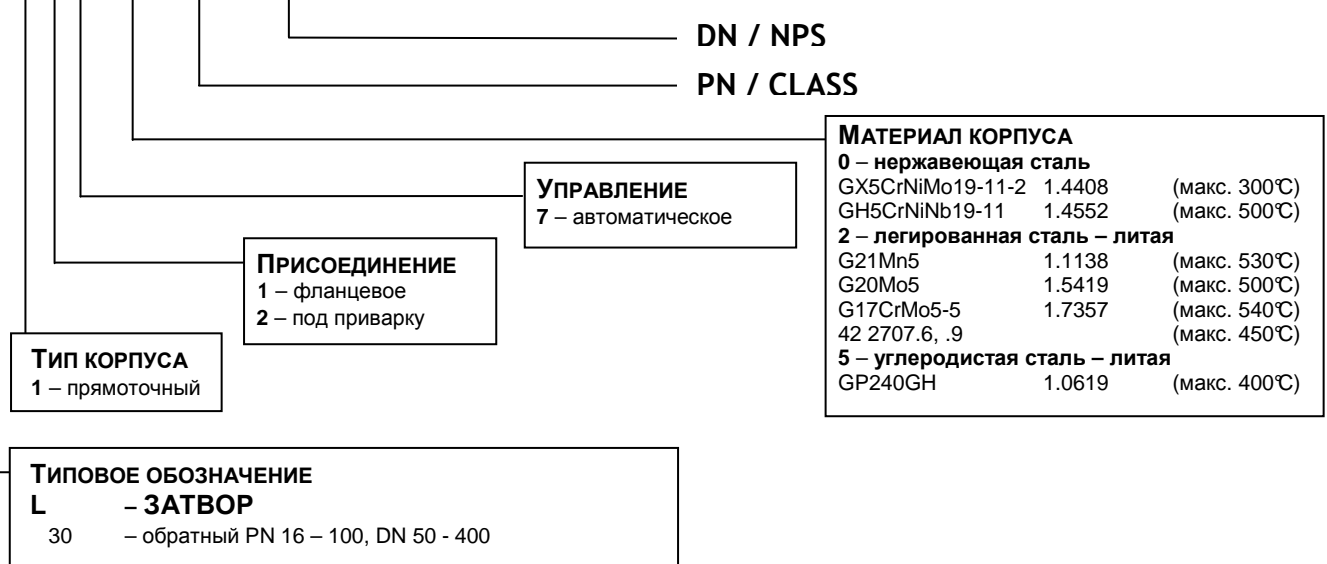 DN / NPS
PN / CLASS
МАТЕРИАЛ КОРПУСА
0 – нержавеющая сталь
GX5CrNiMo19-11-2 1.4408 (макс. 300°C)
GH5CrNiNb19-11 1.4552 (макс. 500°C)
2 – легированная сталь – литая
G21Mn5 1.1138 (макс. 530°C)
G20Mo5 1.5419 (макс. 500°C)
G17CrMo5-5 1.7357 (макс. 540°C)
42 2707.6, .9 (макс. 450°C)
5 – углеродистая сталь – литая
GP240GH 1.0619 (макс. 400°C)
УПРАВЛЕНИЕ
7 – автоматическое
ПРИСОЕДИНЕНИЕ
1 – фланцевое
2 – под приварку
ТИП КОРПУСА
1 – прямоточный
ТИПОВОЕ ОБОЗНАЧЕНИЕ
L – ЗАТВОР
30 – обратный PN 16 – 100, DN 50 - 400